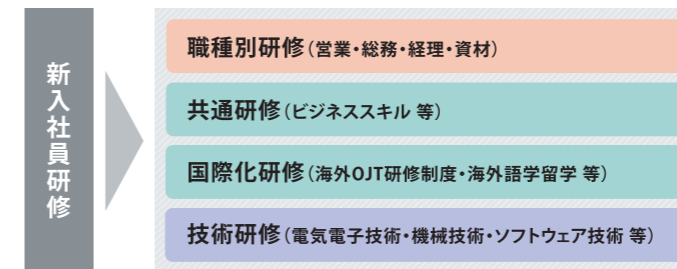 新入社員研修
職種別研修(営業・総務・経理・資材)
共通研修(ビジネススキル 等)
国際化研修(海外OJT研修制度・海外語学留学 等)
技術研修(電気電子技術・機械技術・ソフトウェア技術 等)